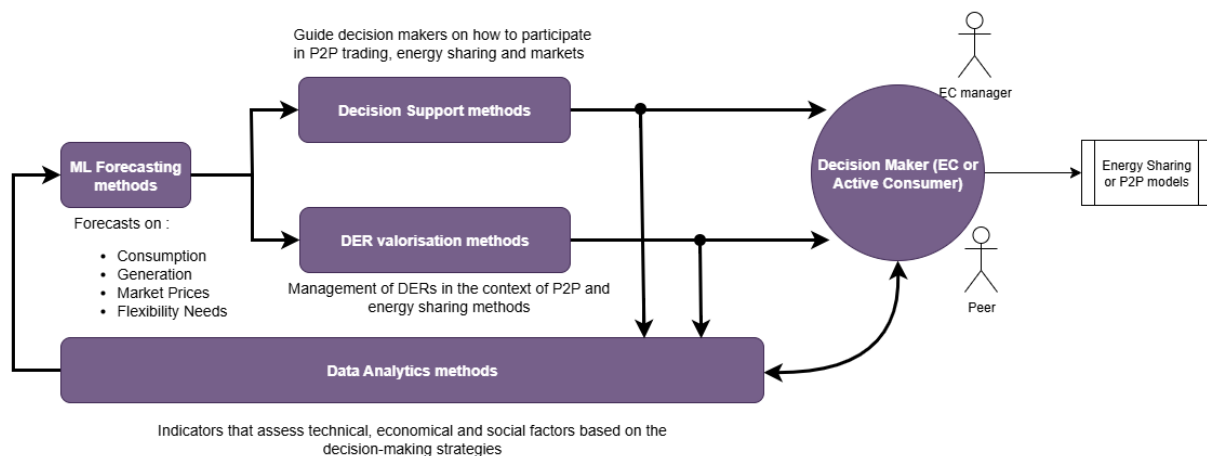 Guide decision makers on how to participate
in P2P trading, energy sharing and markets
Decision Support methods
EC manager
ML Forecasting
methods
Decision Maker (EC or
Active Consumer)
Energy Sharing
or P2P models
Forecasts on :
• Consumption
• Generation
• Market Prices
• Flexibility Needs
DER valorisation methods
Management of DERs in the context of P2P and
energy sharing methods
Peer
Data Analytics methods
Indicators that assess technical, economical and social factors based on the
decision-making strategies